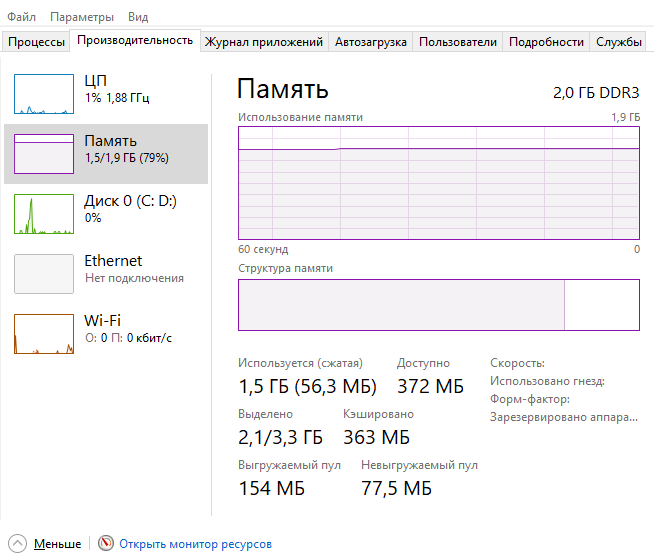 Файл Параметры Вид
Процессы Производительность Журнал приложений Автозагрузка Пользователи Подробности Службы
ЦП
1% 1,88 ГГц
Память
1,5/1,9 ГБ (79%)
Диск 0 (C: D:)
0%
Ethernet
Нет подключения
Wi-Fi
О: 0 П: 0 кбит/с
Память 2,0 ГБ DDR3
Использование памяти 1,9 ГБ
60 секунд 0
Структура памяти
Используется (сжатая) Доступно
1,5 ГБ (56,3 МБ) 372 МБ
Выделено Кэшировано
2,1/3,3 ГБ 363 МБ
Выгружаемый пул Невыгружаемый пул
154 МБ 77,5 МБ
Скорость:
Использовано гнезд:
Форм-фактор:
Зарезервировано аппара...
Меньше Открыть монитор ресурсов